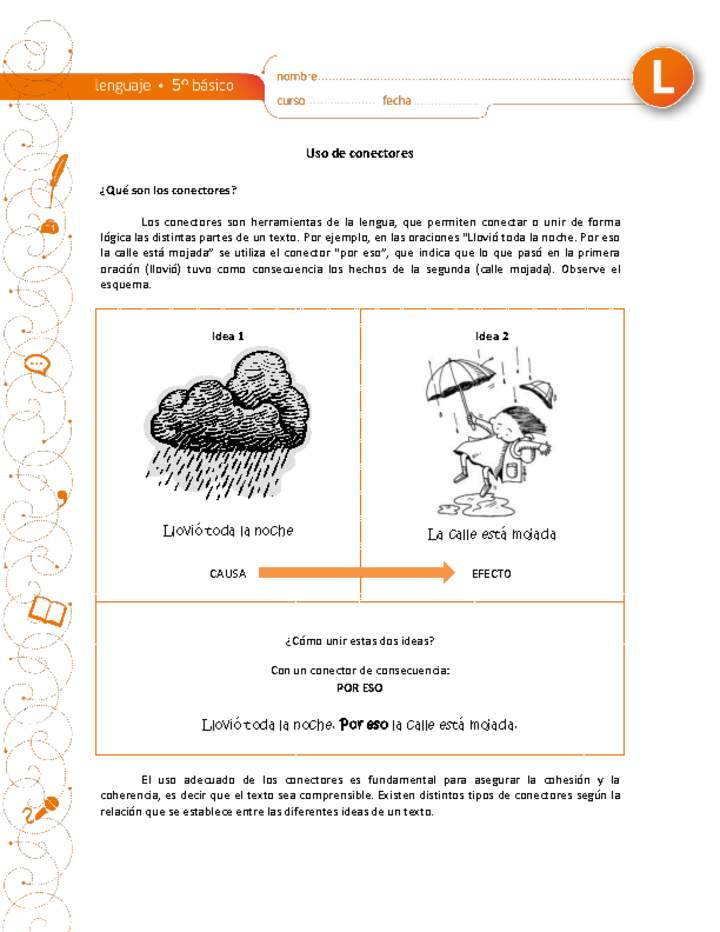 lenguaje • 5º básico
nombre
curso fecha
L
Uso de conectores
¿Qué son los conectores?
Los conectores son herramientas de la lengua, que permiten conectar o unir de forma
lógica las distintas partes de un texto. Por ejemplo, en las oraciones "Llovió toda la noche. Por eso
la calle está mojada" se utiliza el conector "por eso", que indica que lo que pasó en la primera
oración (llovió) tuvo como consecuencia los hechos de la segunda (calle mojada). Observe el
esquema.
Idea 1
Idea 2
Llovió toda la noche
La calle está mojada
CAUSA
EFECTO
¿Cómo unir estas dos ideas?
Con un conector de consecuencia:
POR ESO
Llovió toda la noche. Por eso la calle está mojada.
El uso adecuado de los conectores es fundamental para asegurar la cohesión y la
coherencia, es decir que el texto sea comprensible. Existen distintos tipos de conectores según la
relación que se establece entre las diferentes ideas de un texto.